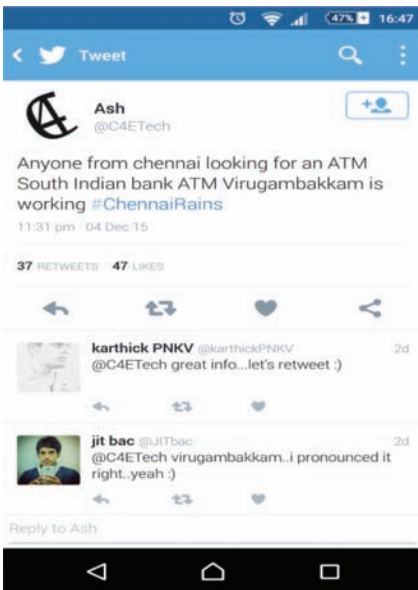 47% 16:47
Tweet
Ash
@C4ETech
Anyone from chennai looking for an ATM
South Indian bank ATM Virugambakkam is
working #ChennaiRains
11:31 pm · 04 Dec 15
37 RETWEETS 47 LIKES
karthick PNKV @karthickPNKV 2d
@C4ETech great info...let's retweet :)
jit bac @JITbac 2d
@C4ETech virugambakkam..i pronounced it
right..yeah :)
Reply to Ash